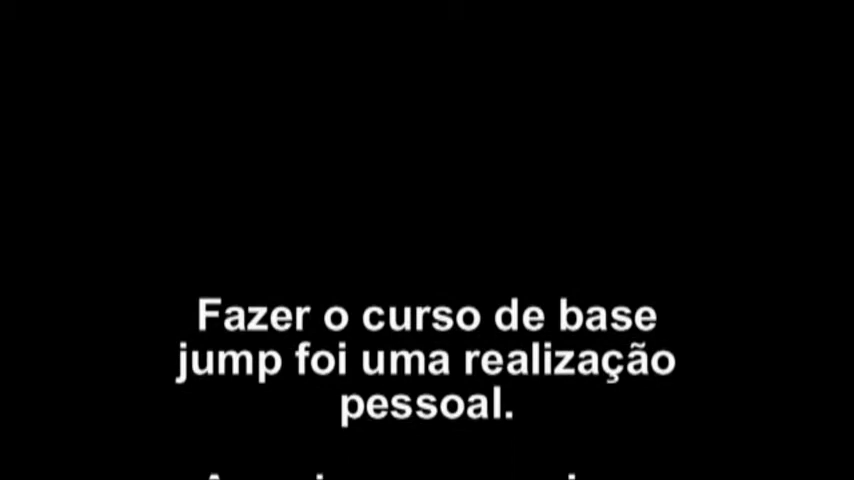 Fazer o curso de base
jump foi uma realização
pessoal.